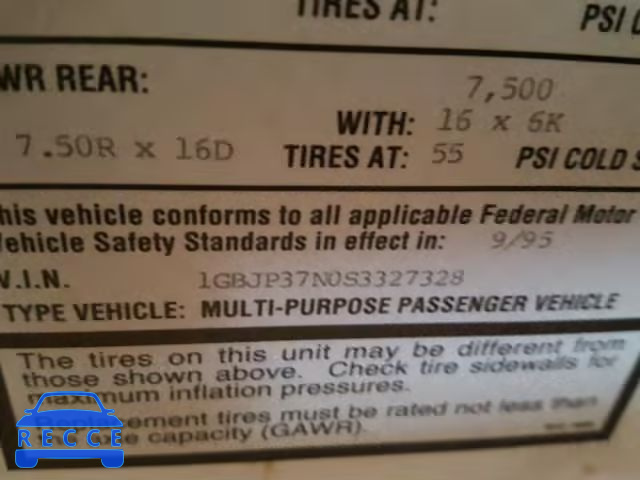 TIRES AT: PSI
WR REAR: 7,500
WITH: 16 x 6K
7.50R x 16D TIRES AT: 55 PSI COLD S
his vehicle conforms to all applicable Federal Motor
ehicle Safety Standards in effect in: 9/95
V.I.N. 1GBJP37N0S3327328
TYPE VEHICLE: MULTI-PURPOSE PASSENGER VEHICLE
The tires on this unit may be different from
those shown above. Check tire sidewalls for
maximum inflation pressures.
Replacement tires must be rated not less than
the axle capacity (GAWR).
RECCE